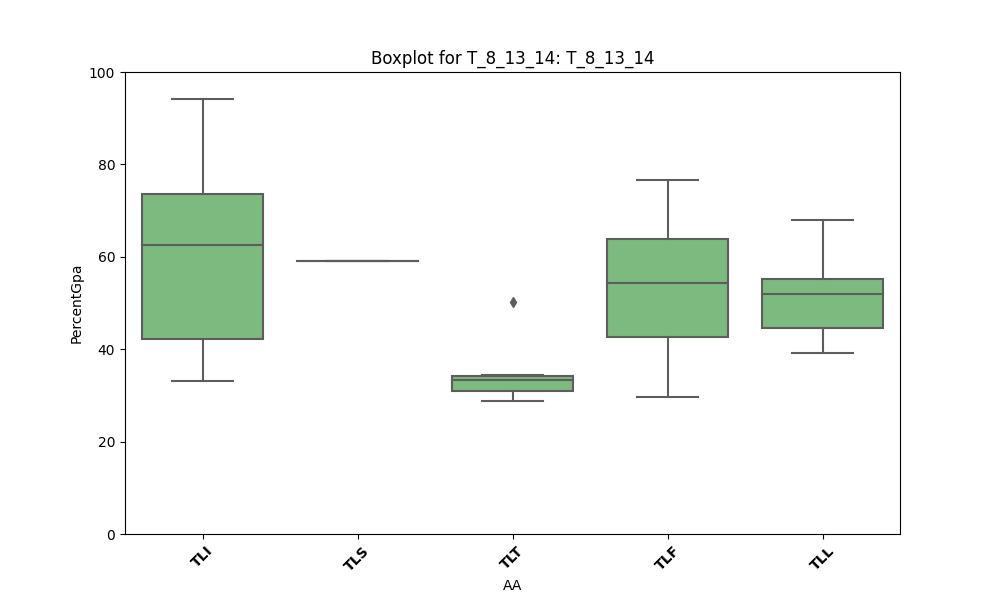 Boxplot for T_8_13_14: T_8_13_14
PercentGpa
100
80
60
40
20
0
TLI
TLS
TLT
TLF
TLL
AA